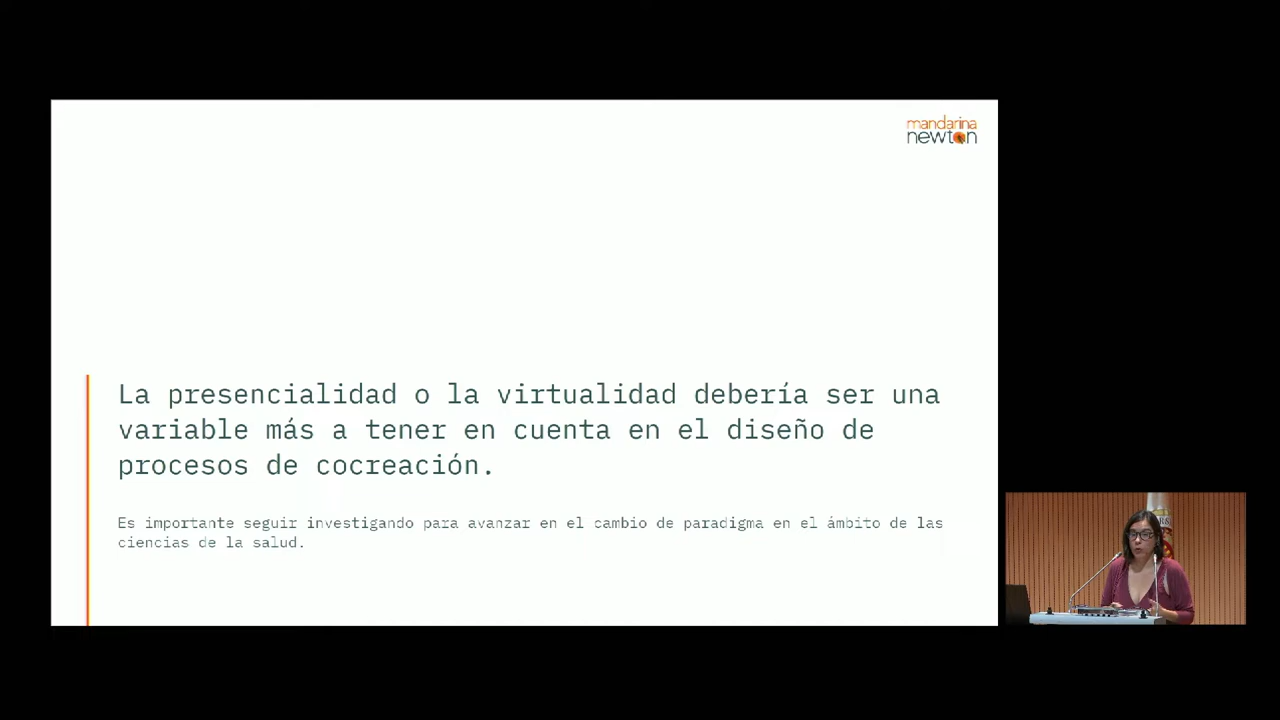 mandarina
newton
La presencialidad o la virtualidad debería ser una
variable más a tener en cuenta en el diseño de
procesos de cocreación.
Es importante seguir investigando para avanzar en el cambio de paradigma en el ámbito de las
ciencias de la salud.